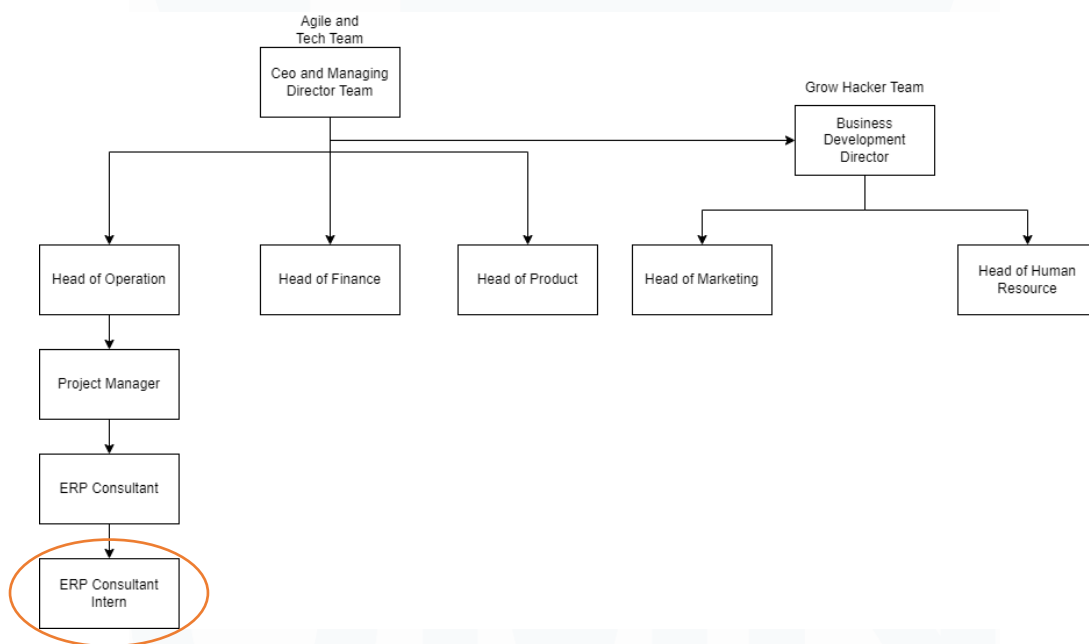 Agile and
Tech Team
Ceo and Managing
Director Team
Grow Hacker Team
Business
Development
Director
Head of Operation
Head of Finance
Head of Product
Head of Marketing
Head of Human
Resource
Project Manager
ERP Consultant
ERP Consultant
Intern